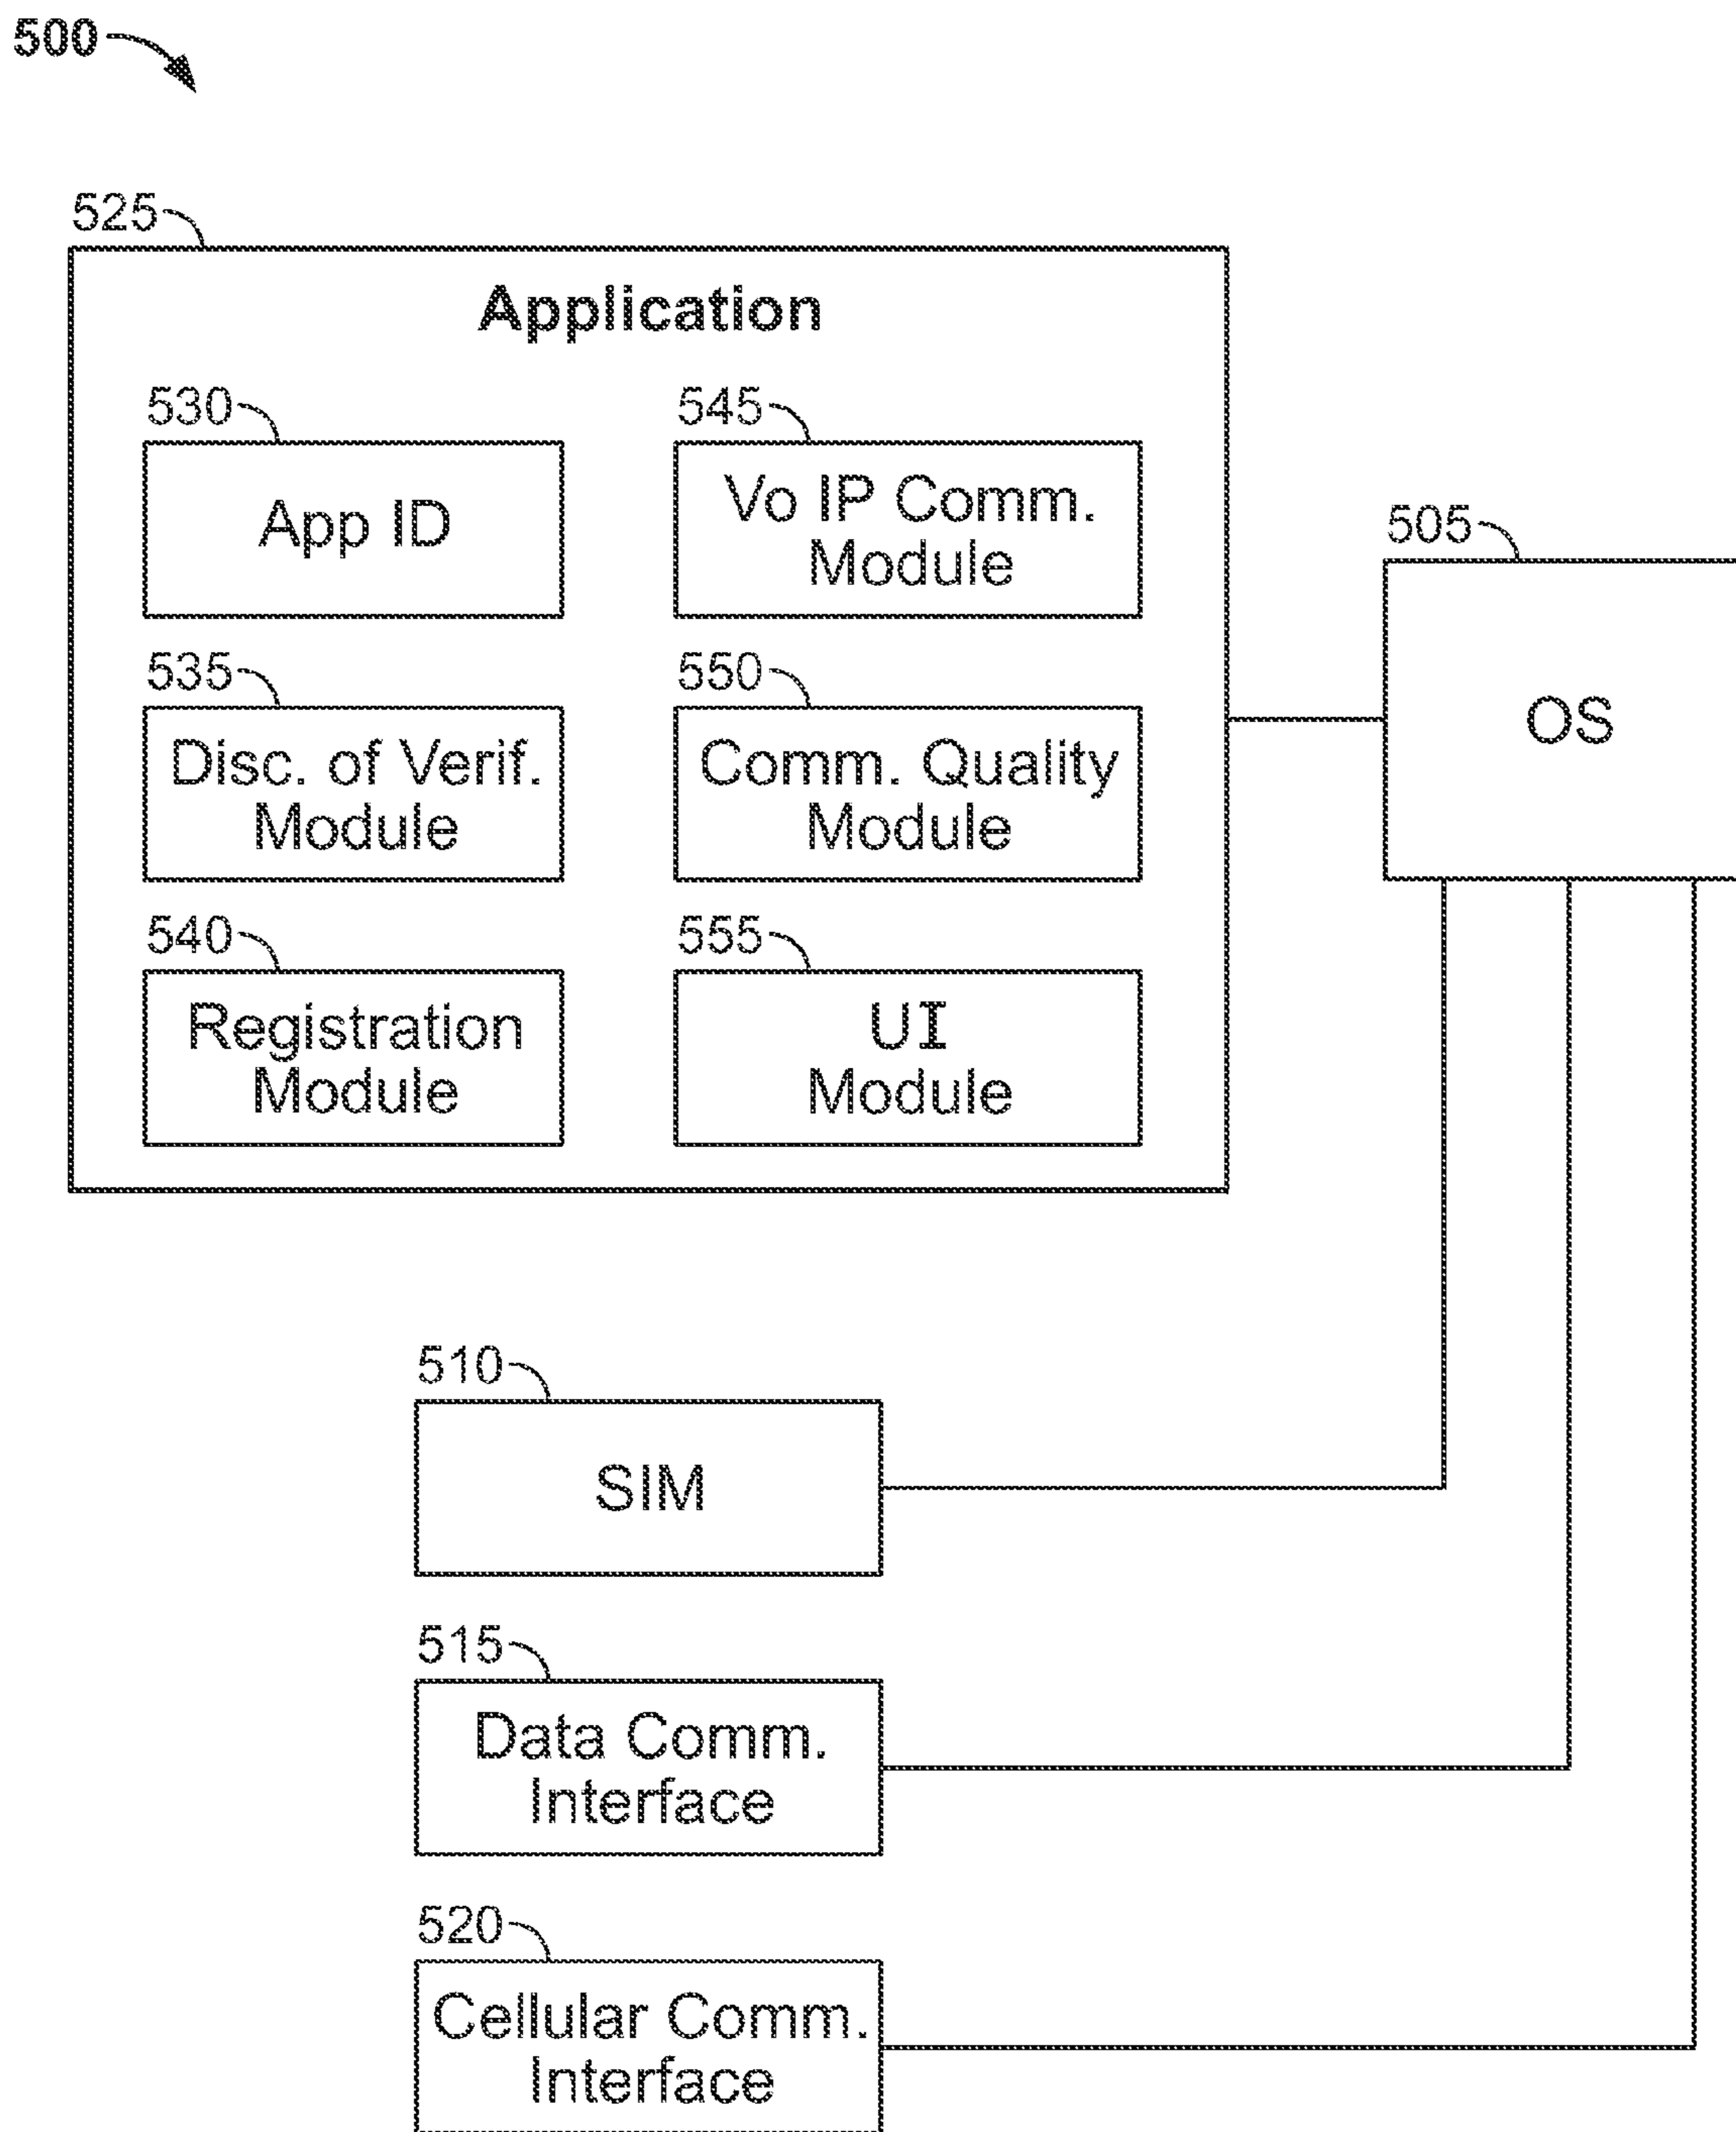 500
525
Application
530
App ID
545
Vo IP Comm.
Module
505
OS
535
Disc. of Verif.
Module
550
Comm. Quality
Module
540
Registration
Module
555
UI
Module
510
SIM
515
Data Comm.
Interface
520
Cellular Comm.
Interface